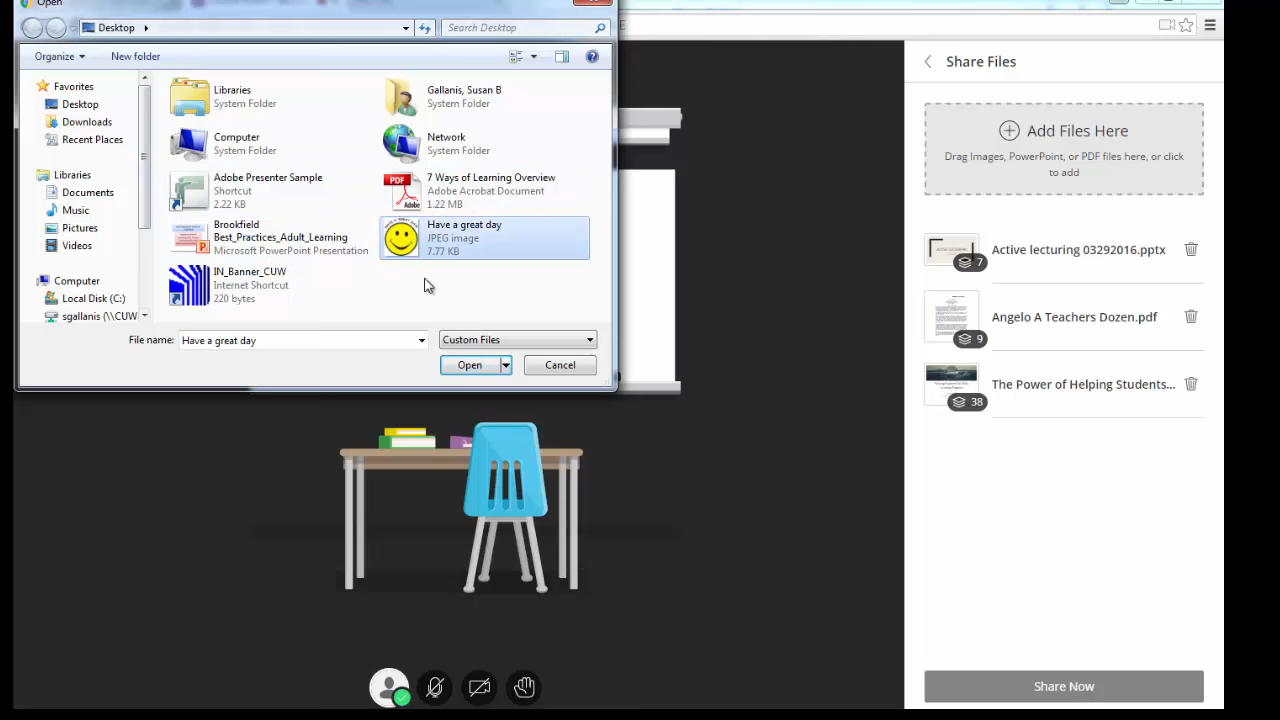 Open
Desktop
Search Desktop
Organize
New folder
Favorites
Desktop
Downloads
Recent Places
Libraries
Documents
Music
Pictures
Videos
Computer
Local Disk (C:)
sgallanis (\\CUW
Libraries
System Folder
Gallanis, Susan B
System Folder
Computer
System Folder
Network
System Folder
Adobe Presenter Sample
Shortcut
2.22 KB
PDF
Adobe
7 Ways of Learning Overview
Adobe Acrobat Document
1.22 MB
Brookfield
Best_Practices_Adult_Learning
Microsoft PowerPoint Presentation
Have a great day
JPEG image
7.77 KB
IN_Banner_CUW
Internet Shortcut
220 bytes
File name:
Have a great day
Custom Files
Open
Cancel
Share Files
Add Files Here
Drag Images, PowerPoint, or PDF files here, or click
to add
7
Active lecturing 03292016.pptx
9
Angelo A Teachers Dozen.pdf
38
The Power of Helping Students...
Share Now